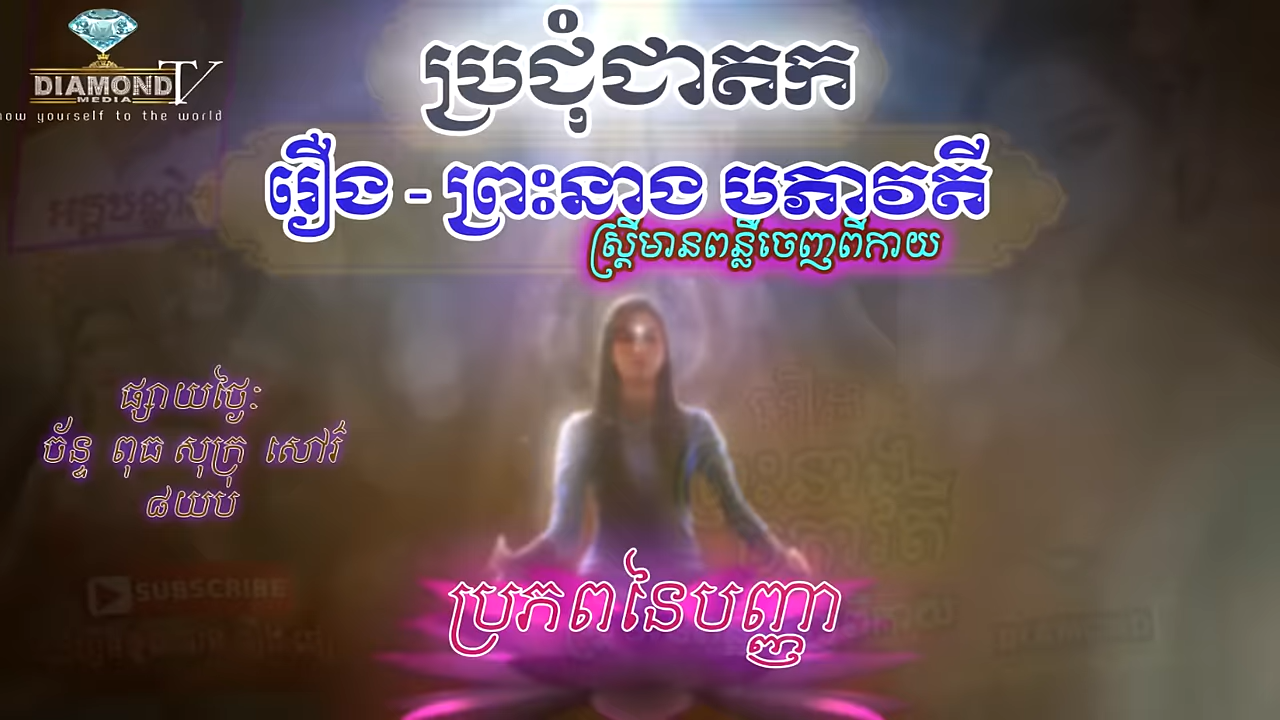 DIAMOND TV
MEDIA
now yourself to the world
ប្រជុំជាតក
រឿង - ព្រះនាង បភាវតី
ស្ត្រីមានពន្លឺចេញពីកាយ
ផ្សាយថ្ងៃៈ
ច័ន្ទ ពុធ សុក្រ សៅរ៍
៨យប់
SUBSCRIBE
ប្រភពនៃបញ្ញា